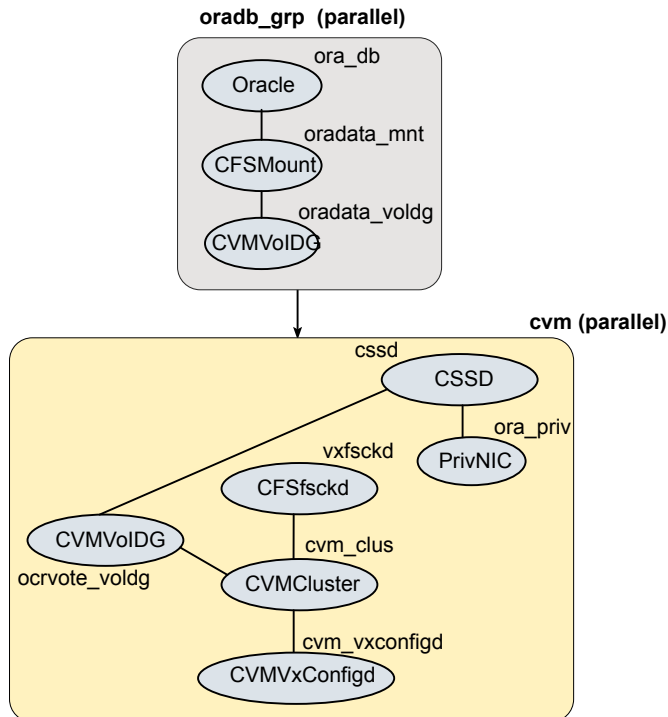 oradb_grp (parallel)
ora_db
Oracle
oradata_mnt
CFSMount
oradata_voldg
CVMVolDG
cvm (parallel)
cssd
CSSD
ora_priv
PrivNIC
vxfsckd
CFSfsckd
CVMVolDG
ocrvote_voldg
cvm_clus
CVMCluster
cvm_vxconfigd
CVMVxConfigd